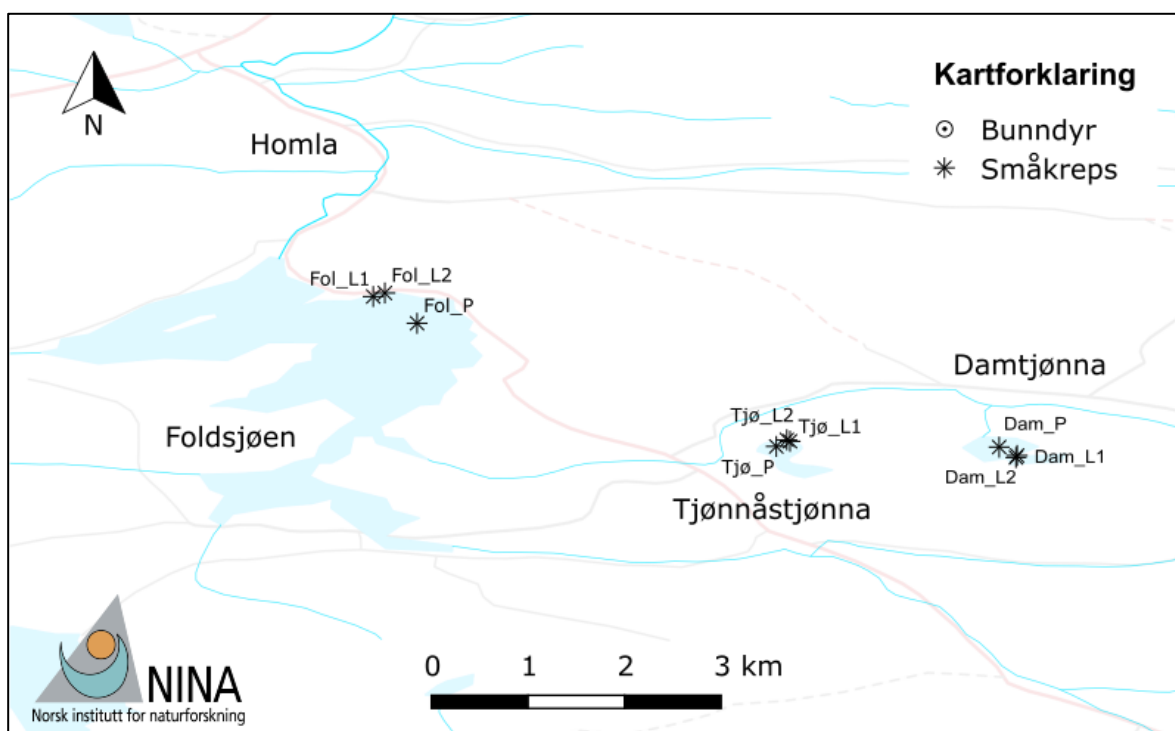 Kartforklaring
Bunndyr
Småkreps
N
Homla
Fol_L1
Fol_L2
Fol_P
Foldsjøen
Damtjønna
Tjø_L2
Tjø_L1
Tjø_P
Tjønnåstjønna
Dam_P
Dam_L1
Dam_L2
0 1 2 3 km
NINA
Norsk institutt for naturforskning